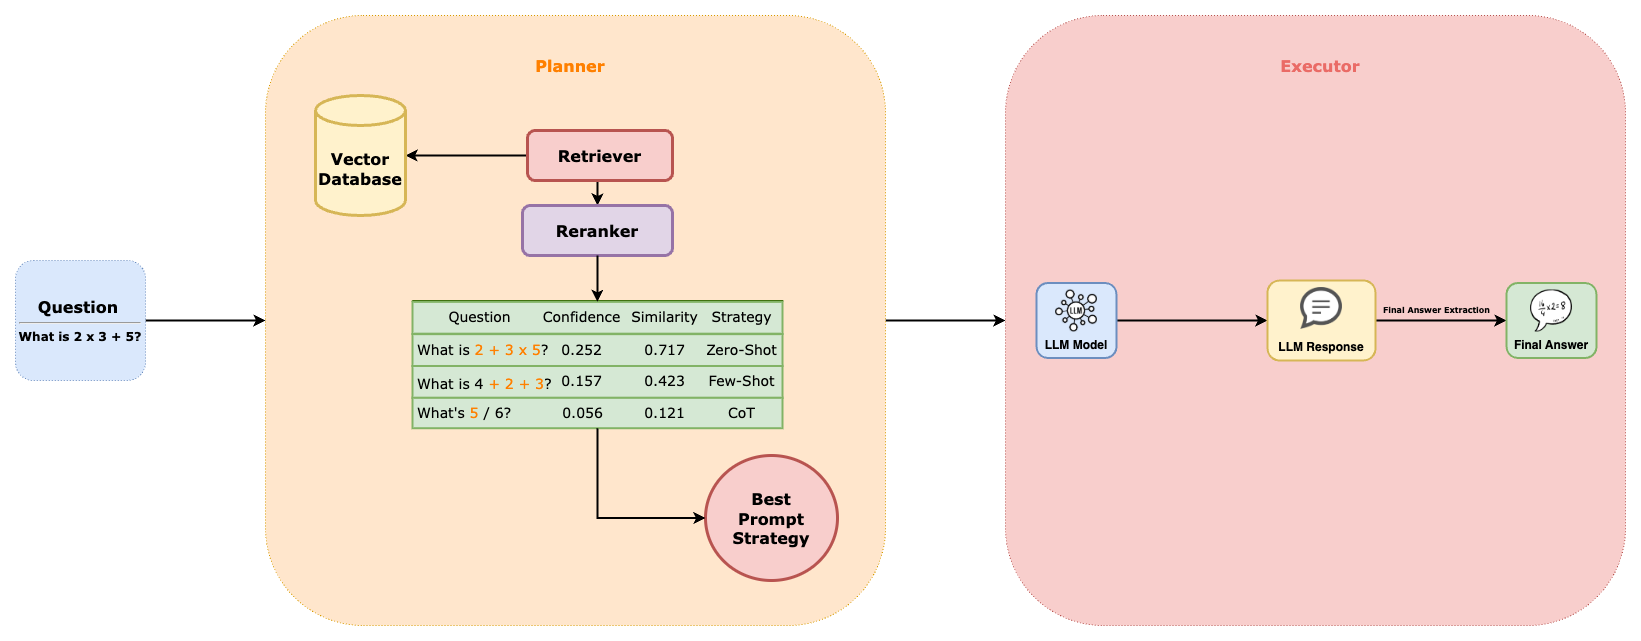 Question
What is 2 x 3 + 5?
Planner
Vector
Database
Retriever
Reranker
Question Confidence Similarity Strategy
What is 2 + 3 x 5? 0.252 0.717 Zero-Shot
What is 4 + 2 + 3? 0.157 0.423 Few-Shot
What's 5 / 6? 0.056 0.121 CoT
Best
Prompt
Strategy
Executor
LLM
LLM Model
LLM Response
Final Answer Extraction
Final Answer